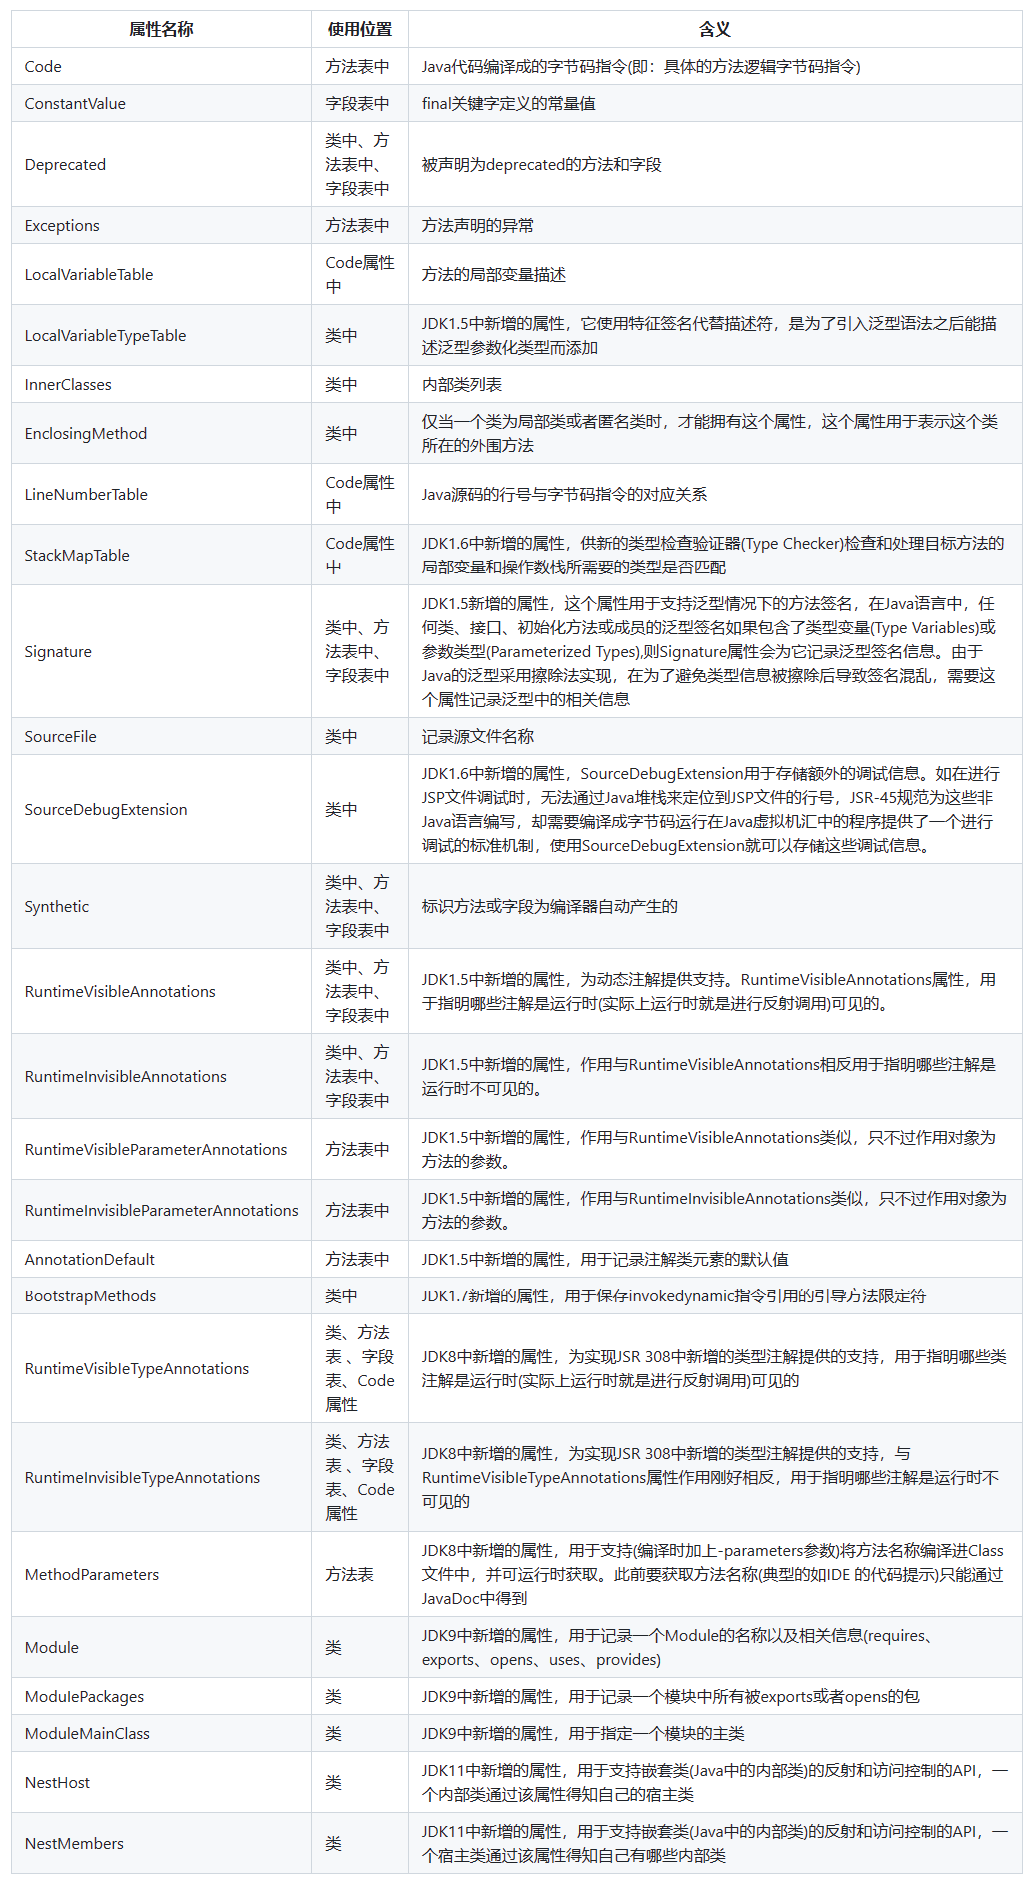 属性名称 使用位置 含义
Code 方法表中 Java代码编译成的字节码指令(即：具体的方法逻辑字节码指令)
ConstantValue 字段表中 final关键字定义的常量值
类中、方
Deprecated 法表中、 被声明为deprecated的方法和字段
字段表中
Exceptions 方法表中 方法声明的异常
LocalVariableTable Code属性 方法的局部变量描述
中
LocalVariableTypeTable 类中 JDK1.5中新增的属性，它使用特征签名代替描述符，是为了引入泛型语法之后能描
述泛型参数化类型而添加
InnerClasses 类中 内部类列表
EnclosingMethod 类中 仅当一个类为局部类或者匿名类时，才能拥有这个属性，这个属性用于表示这个类
所在的外围方法
LineNumberTable Code属性 Java源码的行号与字节码指令的对应关系
中
StackMapTable Code属性 JDK1.6中新增的属性，供新的类型检查验证器(Type Checker)检查和处理目标方法的
中 局部变量和操作数栈所需要的类型是否匹配
JDK1.5新增的属性，这个属性用于支持泛型情况下的方法签名，在Java语言中，任
类中、方 何类、接口、初始化方法或成员的泛型签名如果包含了类型变量(Type Variables)或
Signature 法表中、 参数类型(Parameterized Types),则Signature属性会为它记录泛型签名信息。由于
字段表中 Java的泛型采用擦除法实现，在为了避免类型信息被擦除后导致签名混乱，需要这
个属性记录泛型中的相关信息
SourceFile 类中 记录源文件名称
JDK1.6中新增的属性，SourceDebugExtension用于存储额外的调试信息。如在进行
SourceDebugExtension 类中 JSP文件调试时，无法通过Java堆栈来定位到JSP文件的行号，JSR-45规范为这些非
Java语言编写，却需要编译成字节码运行在Java虚拟机汇中的程序提供了一个进行
调试的标准机制，使用SourceDebugExtension就可以存储这些调试信息。
类中、方
Synthetic 法表中、 标识方法或字段为编译器自动产生的
字段表中
类中、方
RuntimeVisibleAnnotations 法表中、 JDK1.5中新增的属性，为动态注解提供支持。RuntimeVisibleAnnotations属性，用
字段表中 于指明哪些注解是运行时(实际上运行时就是进行反射调用)可见的。
类中、方
RuntimeInvisibleAnnotations 法表中、 JDK1.5中新增的属性，作用与RuntimeVisibleAnnotations相反用于指明哪些注解是
字段表中 运行时不可见的。
RuntimeVisibleParameterAnnotations 方法表中 JDK1.5中新增的属性，作用与RuntimeVisibleAnnotations类似，只不过作用对象为
方法的参数。
RuntimeInvisibleParameterAnnotations 方法表中 JDK1.5中新增的属性，作用与RuntimeInvisibleAnnotations类似，只不过作用对象为
方法的参数。
AnnotationDefault 方法表中 JDK1.5中新增的属性，用于记录注解类元素的默认值
BootstrapMethods 类中 JDK1.7新增的属性，用于保存invokedynamic指令引用的引导方法限定符
类、方法
RuntimeVisibleTypeAnnotations 表 、字段 JDK8中新增的属性，为实现JSR 308中新增的类型注解提供的支持，用于指明哪些类
表、Code 注解是运行时(实际上运行时就是进行反射调用)可见的
属性
类、方法 JDK8中新增的属性，为实现JSR 308中新增的类型注解提供的支持，与
RuntimeInvisibleTypeAnnotations 表 、字段 RuntimeVisibleTypeAnnotations属性作用刚好相反，用于指明哪些注解是运行时不
表、Code 可见的
属性
JDK8中新增的属性，用于支持(编译时加上-parameters参数)将方法名称编译进Class
MethodParameters 方法表 文件中，并可运行时获取。此前要获取方法名称(典型的如IDE 的代码提示)只能通过
JavaDoc中得到
Module 类 JDK9中新增的属性，用于记录一个Module的名称以及相关信息(requires、
exports、opens、uses、provides)
ModulePackages 类 JDK9中新增的属性，用于记录一个模块中所有被exports或者opens的包
ModuleMainClass 类 JDK9中新增的属性，用于指定一个模块的主类
NestHost 类 JDK11中新增的属性，用于支持嵌套类(Java中的内部类)的反射和访问控制的API，一
个内部类通过该属性得知自己的宿主类
NestMembers 类 JDK11中新增的属性，用于支持嵌套类(Java中的内部类)的反射和访问控制的API，一
个宿主类通过该属性得知自己有哪些内部类